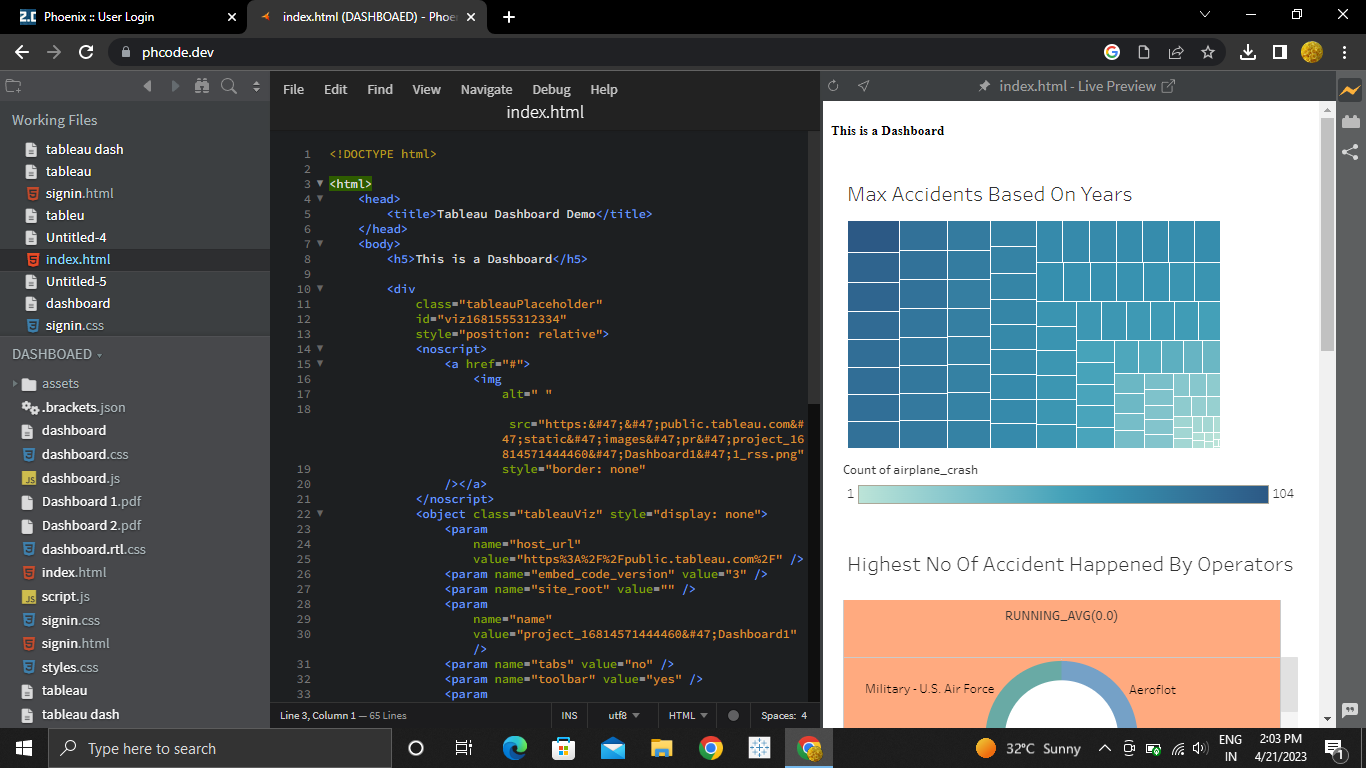 Phoenix :: User Login
index.html (DASHBOAED) - Phoe
phcode.dev
Working Files
tableau dash
tableau
signin.html
tableu
Untitled-4
index.html
Untitled-5
dashboard
signin.css
DASHBOAED
assets
.brackets.json
dashboard
dashboard.css
dashboard.js
Dashboard 1.pdf
Dashboard 2.pdf
dashboard.rtl.css
index.html
script.js
signin.css
signin.html
styles.css
tableau
tableau dash
File Edit Find View Navigate Debug Help
index.html
1 <!DOCTYPE html>
2
3 <html>
4 <head>
5 <title>Tableau Dashboard Demo</title>
6 </head>
7 <body>
8 <h5>This is a Dashboard</h5>
9
10 <div
11 class="tableauPlaceholder"
12 id="viz1681555312334"
13 style="position: relative">
14 <noscript>
15 <a href="#">
16 <img
17 alt=" "
18
src="https:&#47;&#47;public.tableau.com&#
47;static&#47;images&#47;pr&#47;project_16
814571444460&#47;Dashboard1&#47;1_rss.png"
19 style="border: none"
20 /></a>
21 </noscript>
22 <object class="tableauViz" style="display: none">
23 <param
24 name="host_url"
25 value="https%3A%2F%2Fpublic.tableau.com%2F" />
26 <param name="embed_code_version" value="3" />
27 <param name="site_root" value="" />
28 <param
29 name="name"
30 value="project_16814571444460&#47;Dashboard1"
/>
31 <param name="tabs" value="no" />
32 <param name="toolbar" value="yes" />
33 <param
Line 3, Column 1 — 65 Lines
INS utf8 HTML Spaces: 4
index.html - Live Preview
This is a Dashboard
Max Accidents Based On Years
Count of airplane_crash
1 104
Highest No Of Accident Happened By Operators
RUNNING_AVG(0.0)
Military - U.S. Air Force
Aeroflot
Type here to search
32°C Sunny
ENG
IN
2:03 PM
4/21/2023
1